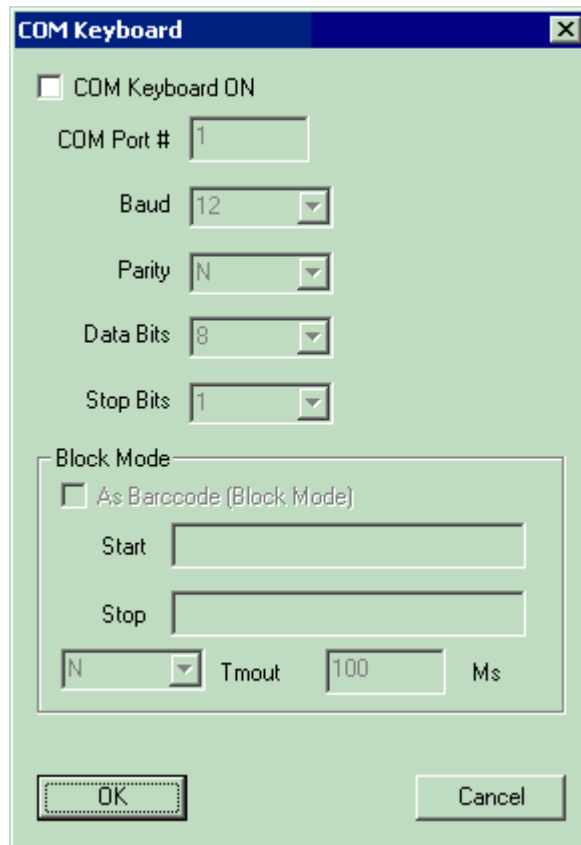 COM Keyboard
COM Keyboard ON
COM Port # 1
Baud 12
Parity N
Data Bits 8
Stop Bits 1
Block Mode
As Barccode (Block Mode)
Start
Stop
N Tmout 100 Ms
OK Cancel